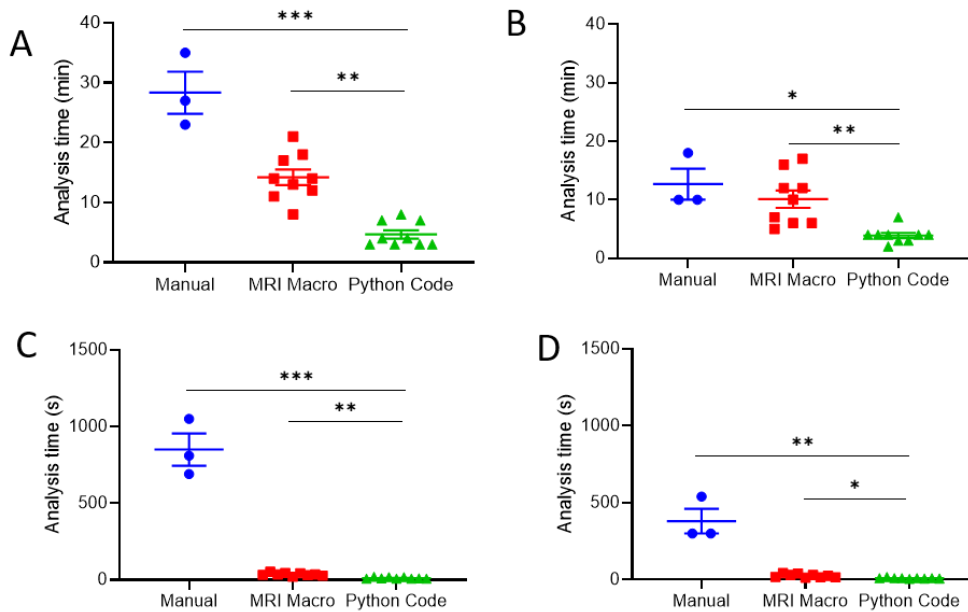 A
Analysis time (min)
40
30
20
10
0
***
**
Manual MRI Macro Python Code
B
Analysis time (min)
40
30
20
10
0
*
**
Manual MRI Macro Python Code
C
Analysis time (s)
1500
1000
500
0
***
**
Manual MRI Macro Python Code
D
Analysis time (s)
1500
1000
500
0
**
*
Manual MRI Macro Python Code